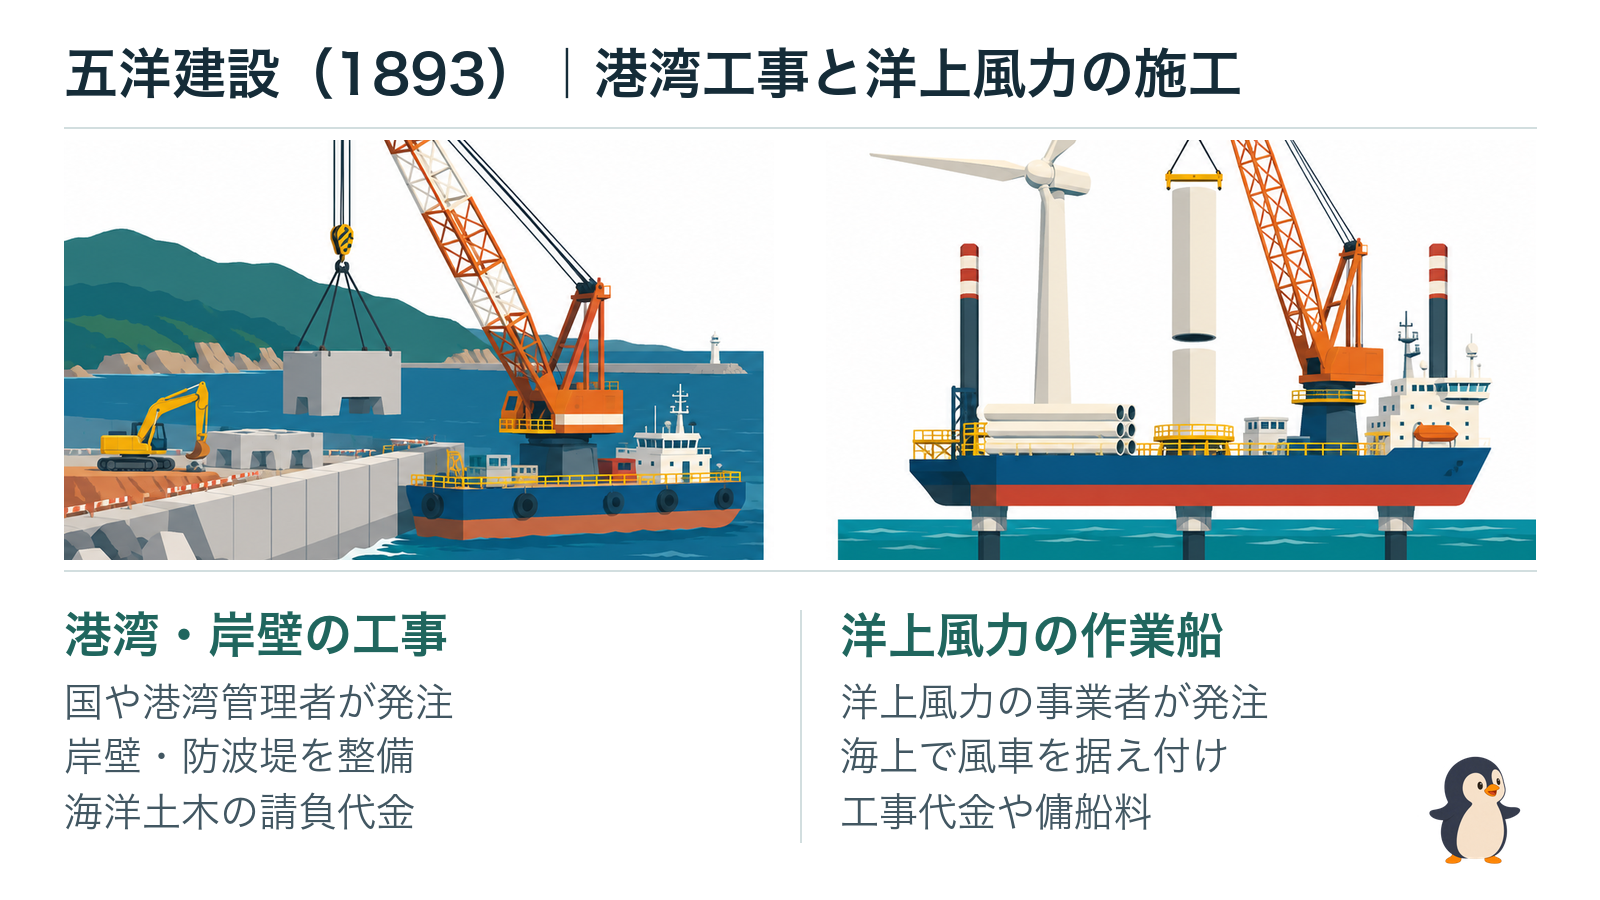 五洋建設（1893）｜港湾工事と洋上風力の施工
港湾・岸壁の工事
国や港湾管理者が発注
岸壁・防波堤を整備
海洋土木の請負代金
洋上風力の作業船
洋上風力の事業者が発注
海上で風車を据え付け
工事代金や傭船料